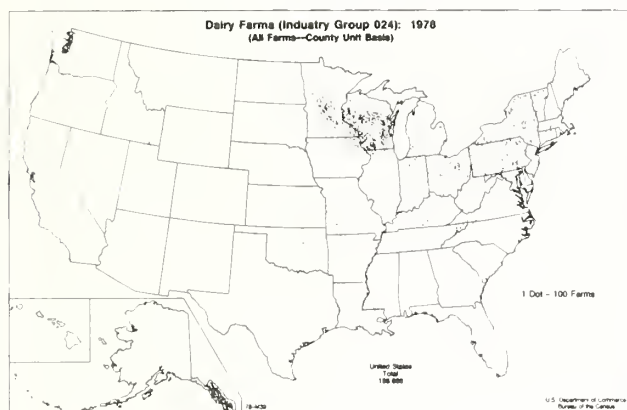 Dairy Farms (Industry Group 024): 1978
(All Farms—County Unit Basis)
1 Dot - 100 Farms
United States
Total
U.S. Department of Commerce
Bureau of the Census